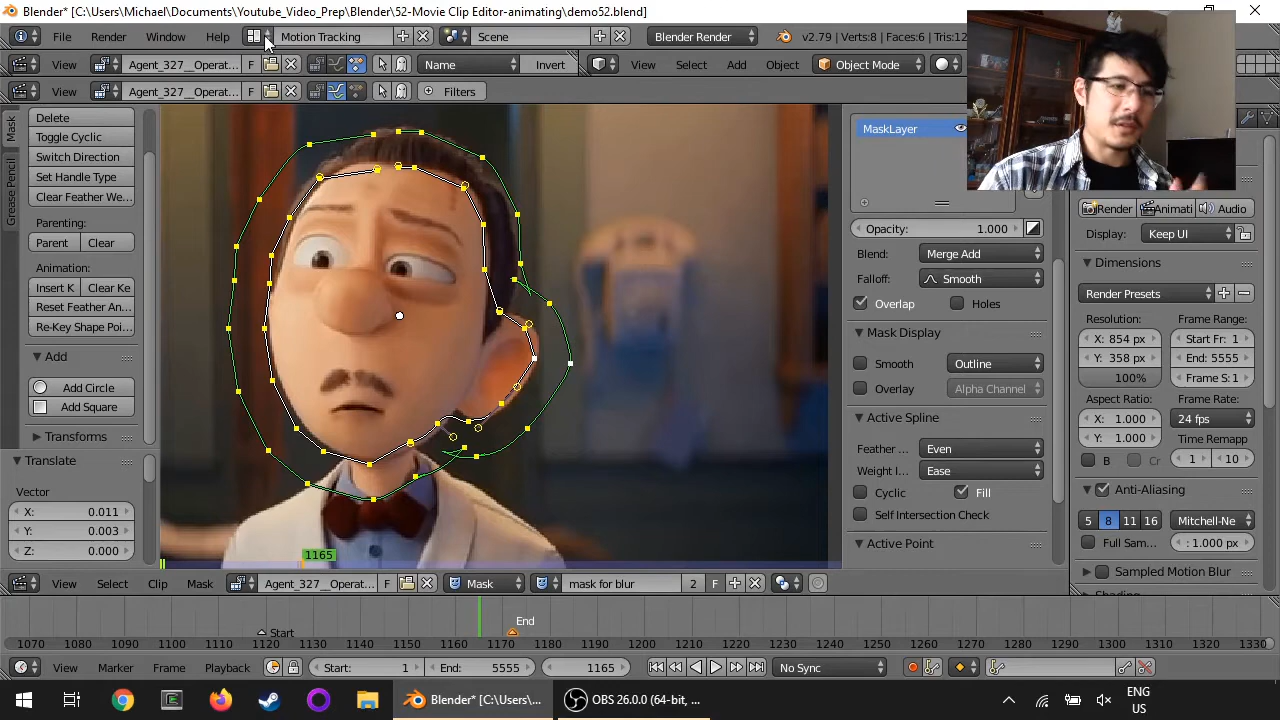 Blender* [C:\Users\Michael\Documents\Youtube_Video_Prep\Blender\52-Movie Clip Editor-animating\demo52.blend]
File Render Window Help Motion Tracking Scene Blender Render v2.79 | Verts:8 | Faces:6 | Tris:12
View Agent_327__Operat... F Name Invert View Select Add Object Object Mode
View Agent_327__Operat... F Filters
Mask
Grease Pencil
Delete
Toggle Cyclic
Switch Direction
Set Handle Type
Clear Feather We...
Parenting:
Parent Clear
Animation:
Insert K Clear Ke
Reset Feather An...
Re-Key Shape Poi...
Add
Add Circle
Add Square
Transforms
Translate
Vector
X: 0.011
Y: 0.003
Z: 0.000
1165
MaskLayer
Opacity: 1.000
Blend: Merge Add
Falloff: Smooth
Overlap Holes
Mask Display
Smooth Outline
Overlay Alpha Channel
Active Spline
Feather ... Even
Weight I... Ease
Cyclic Fill
Self Intersection Check
Active Point
Render Animati Audio
Display: Keep UI
Dimensions
Render Presets
Resolution: Frame Range:
X: 854 px Start Fr: 1
Y: 358 px End: 5555
100% Frame S: 1
Aspect Ratio: Frame Rate:
X: 1.000 24 fps
Y: 1.000 Time Remapp
B Cr 1 10
Anti-Aliasing
5 8 11 16 Mitchell-Ne
Full Sam... : 1.000 px
Sampled Motion Blur
View Select Clip Mask Agent_327__Operat... F Mask mask for blur 2 F
Start End
1070 1080 1090 1100 1110 1120 1130 1140 1150 1160 1170 1180 1190 1200 1210 1220 1230 1240 1250 1260 1270 1280 1290 1300 1310 1320 1330
View Marker Frame Playback Start: 1 End: 5555 1165 No Sync
Blender* [C:\Users\... OBS 26.0.0 (64-bit, ... ENG
US